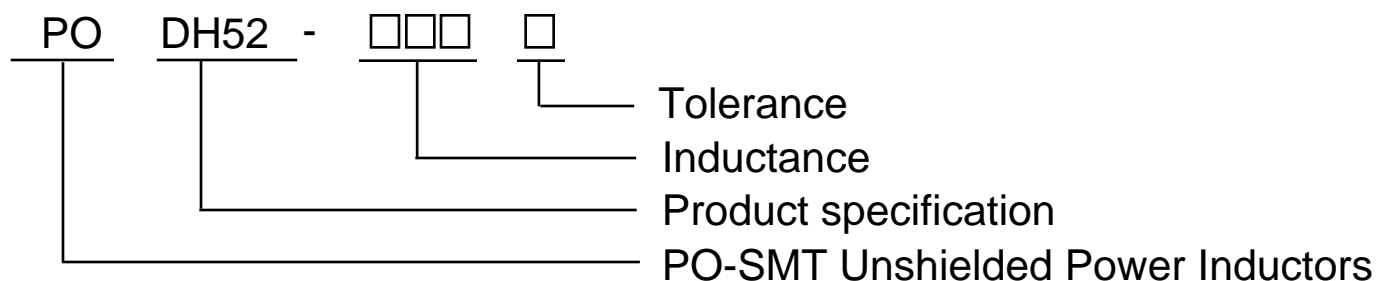 PO DH52 - □□□ □
Tolerance
Inductance
Product specification
PO-SMT Unshielded Power Inductors